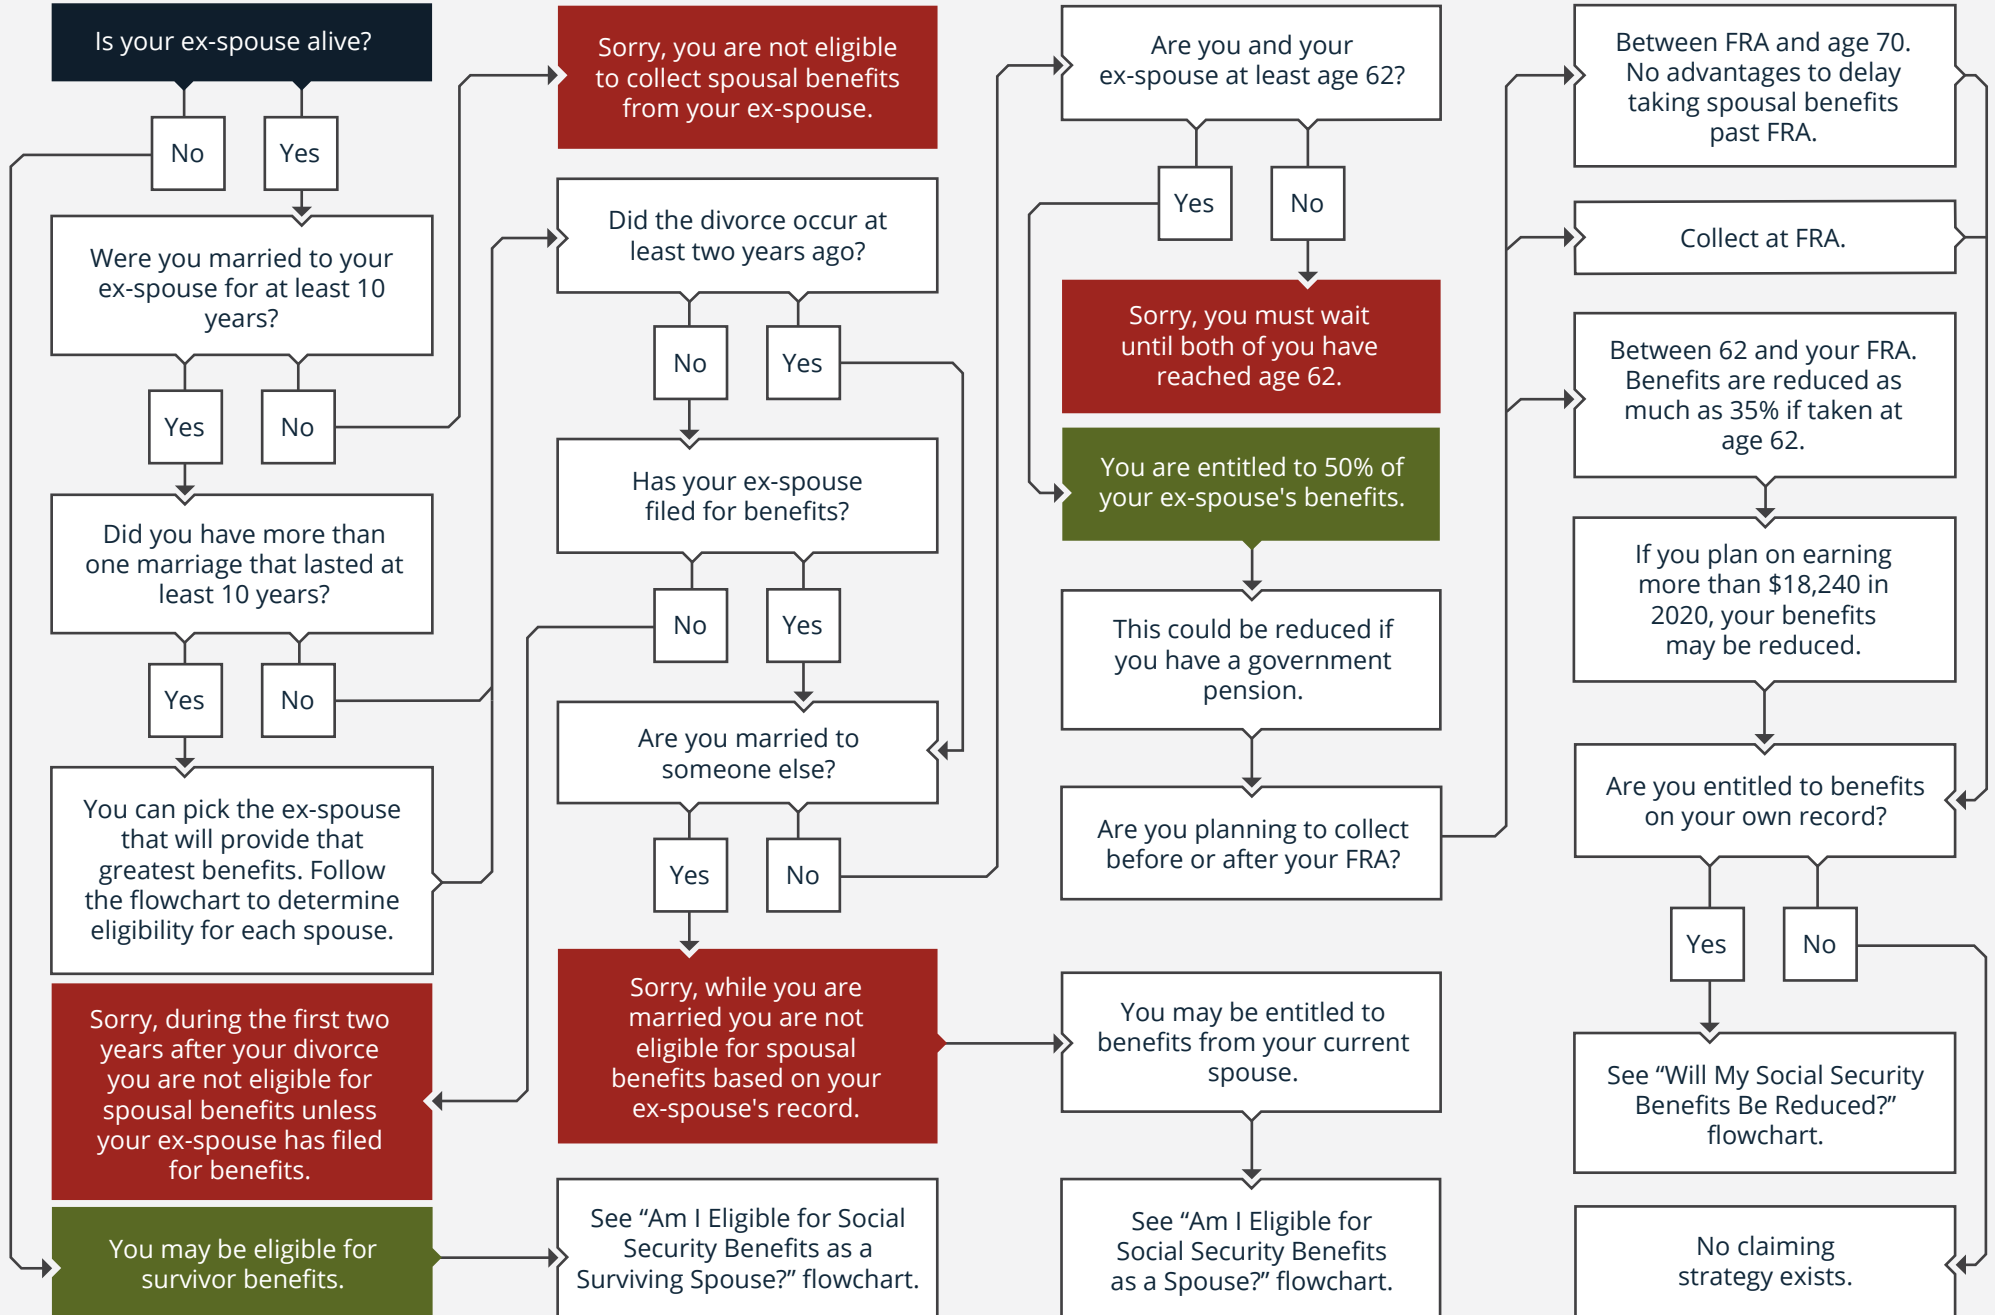 Is your ex-spouse alive?
No
Yes
Were you married to your
ex-spouse for at least 10
years?
Yes
No
Did you have more than
one marriage that lasted at
least 10 years?
Yes
No
You can pick the ex-spouse
that will provide that
greatest benefits. Follow
the flowchart to determine
eligibility for each spouse.
Sorry, during the first two
years after your divorce
you are not eligible for
spousal benefits unless
your ex-spouse has filed
for benefits.
You may be eligible for
survivor benefits.
Sorry, you are not eligible
to collect spousal benefits
from your ex-spouse.
Did the divorce occur at
least two years ago?
No
Yes
Has your ex-spouse
filed for benefits?
No
Yes
Are you married to
someone else?
Yes
No
Sorry, while you are
married you are not
eligible for spousal
benefits based on your
ex-spouse's record.
See “Am I Eligible for Social
Security Benefits as a
Surviving Spouse?” flowchart.
Are you and your
ex-spouse at least age 62?
Yes
No
Sorry, you must wait
until both of you have
reached age 62.
You are entitled to 50% of
your ex-spouse's benefits.
This could be reduced if
you have a government
pension.
Are you planning to collect
before or after your FRA?
You may be entitled to
benefits from your current
spouse.
See “Am I Eligible for
Social Security Benefits
as a Spouse?” flowchart.
Between FRA and age 70.
No advantages to delay
taking spousal benefits
past FRA.
Collect at FRA.
Between 62 and your FRA.
Benefits are reduced as
much as 35% if taken at
age 62.
If you plan on earning
more than $18,240 in
2020, your benefits
may be reduced.
Are you entitled to benefits
on your own record?
Yes
No
See “Will My Social Security
Benefits Be Reduced?”
flowchart.
No claiming
strategy exists.